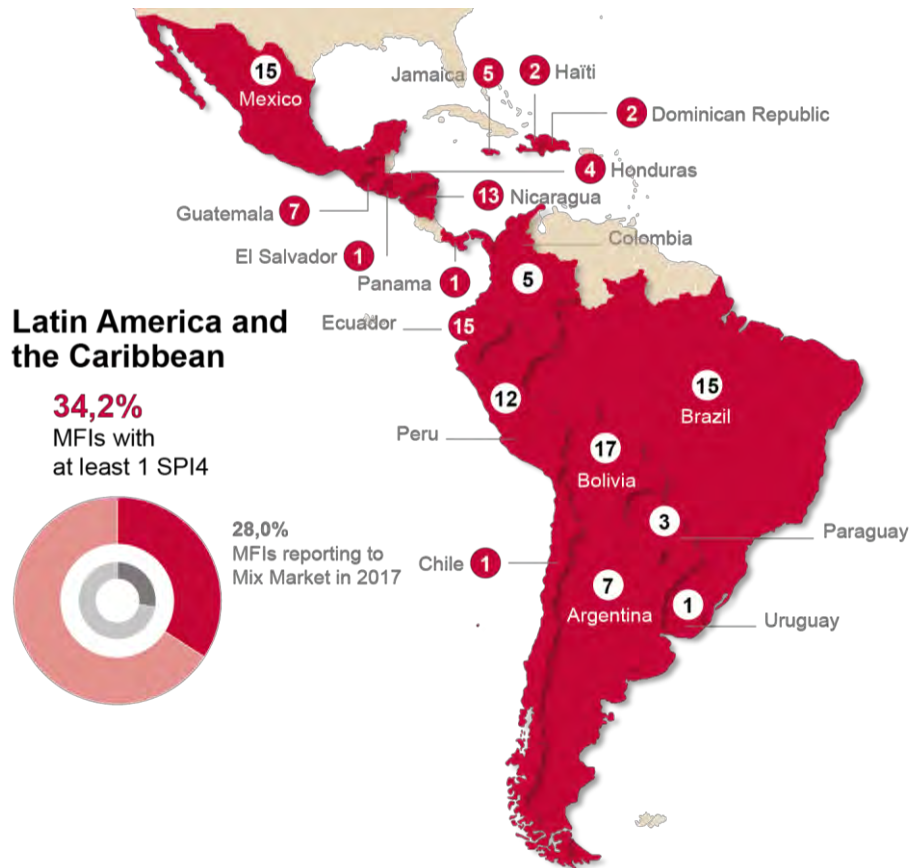 15
Mexico
Jamaica 5
2 Haïti
2 Dominican Republic
4 Honduras
13 Nicaragua
Guatemala 7
El Salvador 1
Panama 1
Colombia
5
Latin America and
the Caribbean
Ecuador 15
34,2%
MFIs with
at least 1 SPI4
12
Peru
15
Brazil
17
Bolivia
28,0%
MFIs reporting to
Mix Market in 2017
3
Paraguay
Chile 1
7
Argentina
1
Uruguay